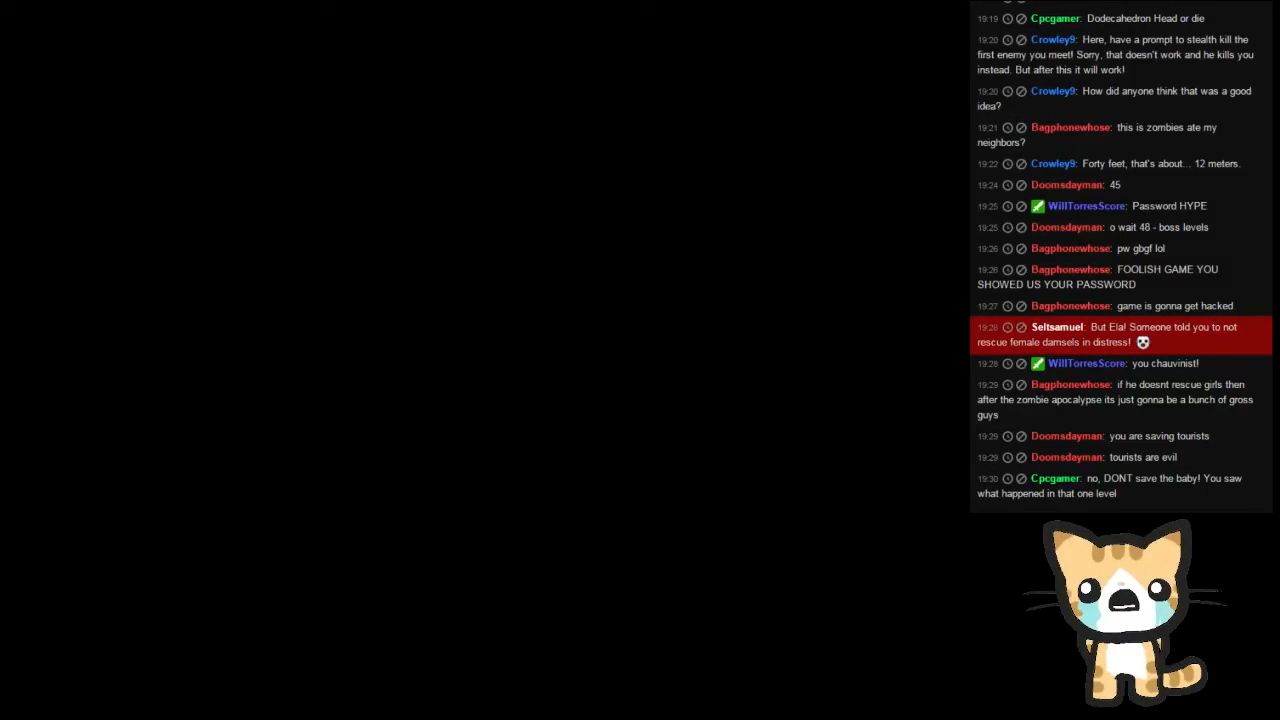 19:19 Cpcgamer: Dodecahedron Head or die
19:20 Crowley9: Here, have a prompt to stealth kill the
first enemy you meet! Sorry, that doesn't work and he kills you
instead. But after this it will work!
19:20 Crowley9: How did anyone think that was a good
idea?
19:21 Bagphonewhose: this is zombies ate my
neighbors?
19:22 Crowley9: Forty feet, that's about... 12 meters.
19:24 Doomsdayman: 45
19:25 WillTorresScore: Password HYPE
19:25 Doomsdayman: o wait 48 - boss levels
19:26 Bagphonewhose: pw gbgf lol
19:26 Bagphonewhose: FOOLISH GAME YOU
SHOWED US YOUR PASSWORD
19:27 Bagphonewhose: game is gonna get hacked
19:28 Seltsamuel: But Ela! Someone told you to not
rescue female damsels in distress!
19:28 WillTorresScore: you chauvinist!
19:29 Bagphonewhose: if he doesnt rescue girls then
after the zombie apocalypse its just gonna be a bunch of gross
guys
19:29 Doomsdayman: you are saving tourists
19:29 Doomsdayman: tourists are evil
19:30 Cpcgamer: no, DONT save the baby! You saw
what happened in that one level